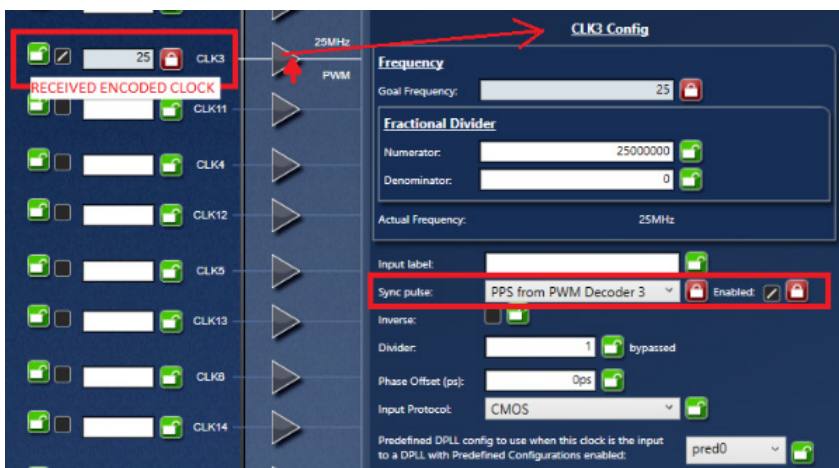 25 CLK3
25MHz
PWM
RECEIVED ENCODED CLOCK
CLK11
CLK4
CLK12
CLK5
CLK13
CLK8
CLK14
CLK3 Config
Frequency
Goal Frequency: 25
Fractional Divider
Numerator: 25000000
Denominator: 0
Actual Frequency: 25MHz
Input label:
Sync pulse: PPS from PWM Decoder 3 Enabled:
Inverse:
Divider: 1 bypassed
Phase Offset (ps): 0ps
Input Protocol: CMOS
Predefined DPLL config to use when this clock is the input
to a DPLL with Predefined Configurations enabled: pred0